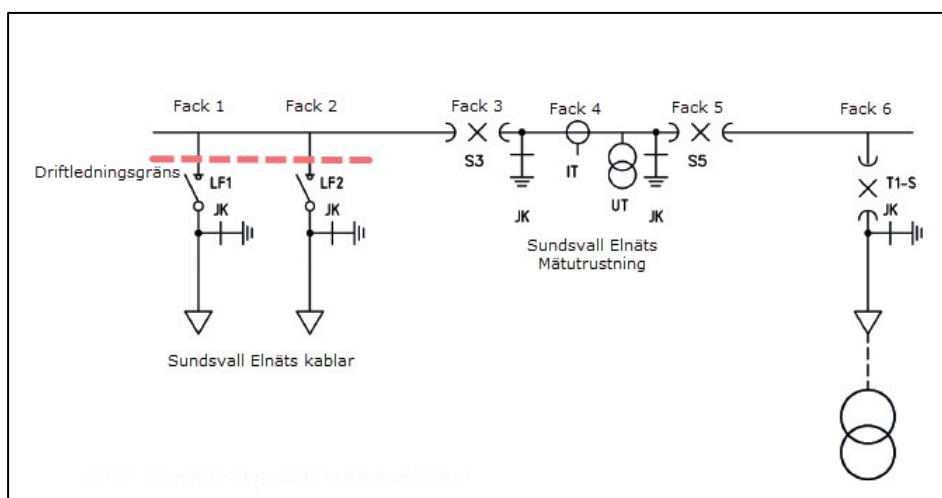 Fack 1
Fack 2
Fack 3
Fack 4
Fack 5
Fack 6
Driftledningsgräns
LF1
LF2
S3
IT
UT
S5
T1-S
JK
JK
JK
JK
JK
Sundsvall Elnäts
Mätutrustning
Sundsvall Elnäts kablar